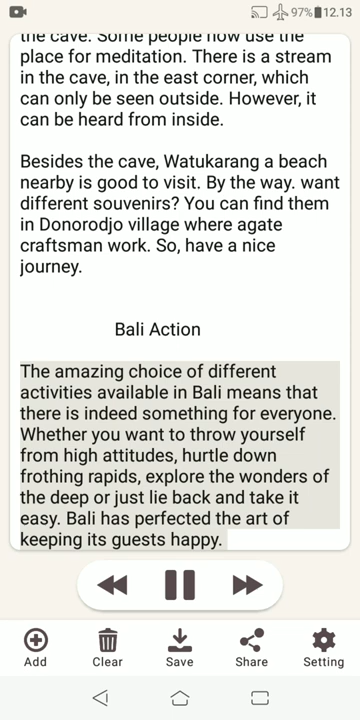 97% 12.13
the cave. Some people now use the
place for meditation. There is a stream
in the cave, in the east corner, which
can only be seen outside. However, it
can be heard from inside.
Besides the cave, Watukarang a beach
nearby is good to visit. By the way. want
different souvenirs? You can find them
in Donorodjo village where agate
craftsman work. So, have a nice
journey.
Bali Action
The amazing choice of different
activities available in Bali means that
there is indeed something for everyone.
Whether you want to throw yourself
from high attitudes, hurtle down
frothing rapids, explore the wonders of
the deep or just lie back and take it
easy. Bali has perfected the art of
keeping its guests happy.
Add Clear Save Share Setting